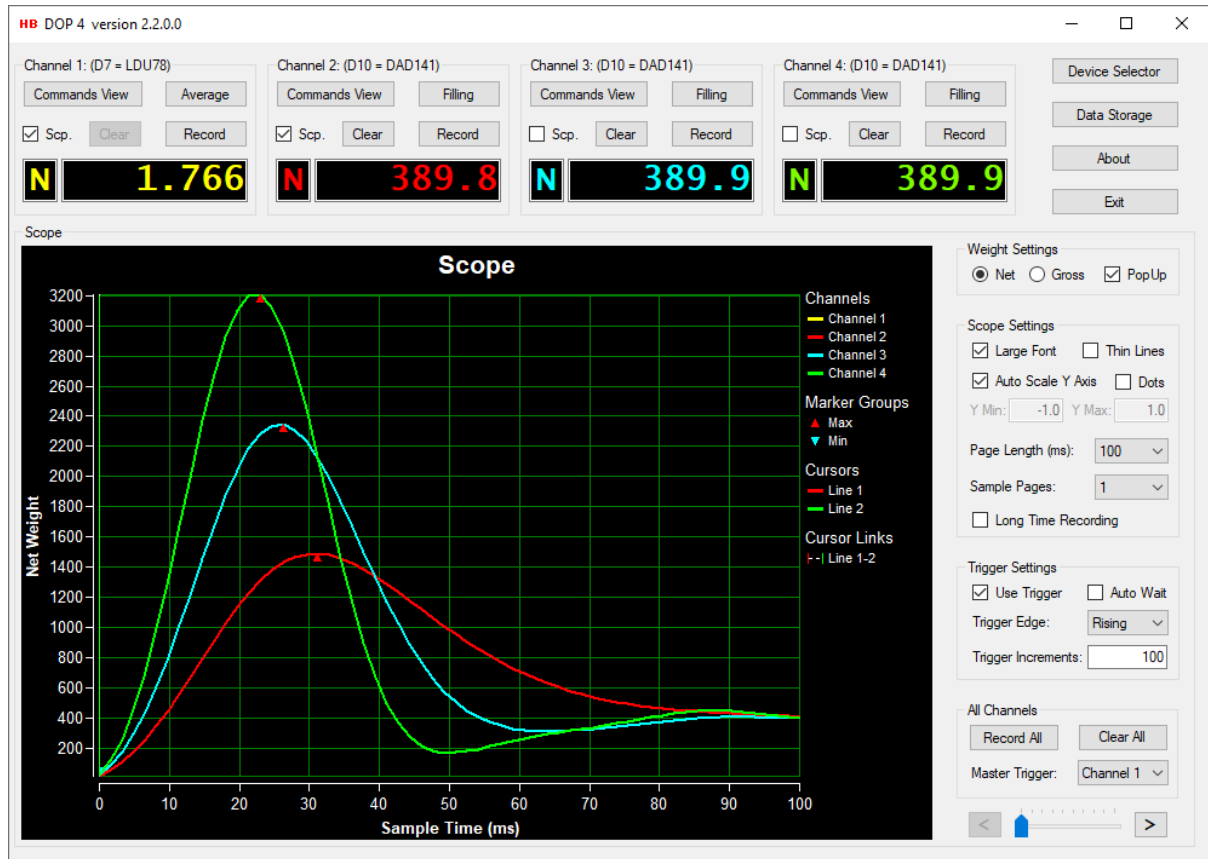 HB DOP 4 version 2.2.0.0
Channel 1: (D7 = LDU78)
Commands View
Average
Scp.
Clear
Record
N
1.766
Channel 2: (D10 = DAD141)
Commands View
Filling
Scp.
Clear
Record
N
389.8
Channel 3: (D10 = DAD141)
Commands View
Filling
Scp.
Clear
Record
N
389.9
Channel 4: (D10 = DAD141)
Commands View
Filling
Scp.
Clear
Record
N
389.9
Device Selector
Data Storage
About
Exit
Scope
Scope
Net Weight
3200
3000
2800
2600
2400
2200
2000
1800
1600
1400
1200
1000
800
600
400
200
0 10 20 30 40 50 60 70 80 90 100
Sample Time (ms)
Channels
Channel 1
Channel 2
Channel 3
Channel 4
Marker Groups
Max
Min
Cursors
Line 1
Line 2
Cursor Links
Line 1-2
Weight Settings
Net Gross PopUp
Scope Settings
Large Font Thin Lines
Auto Scale Y Axis Dots
Y Min: -1.0 Y Max: 1.0
Page Length (ms): 100
Sample Pages: 1
Long Time Recording
Trigger Settings
Use Trigger Auto Wait
Trigger Edge: Rising
Trigger Increments: 100
All Channels
Record All Clear All
Master Trigger: Channel 1
< >